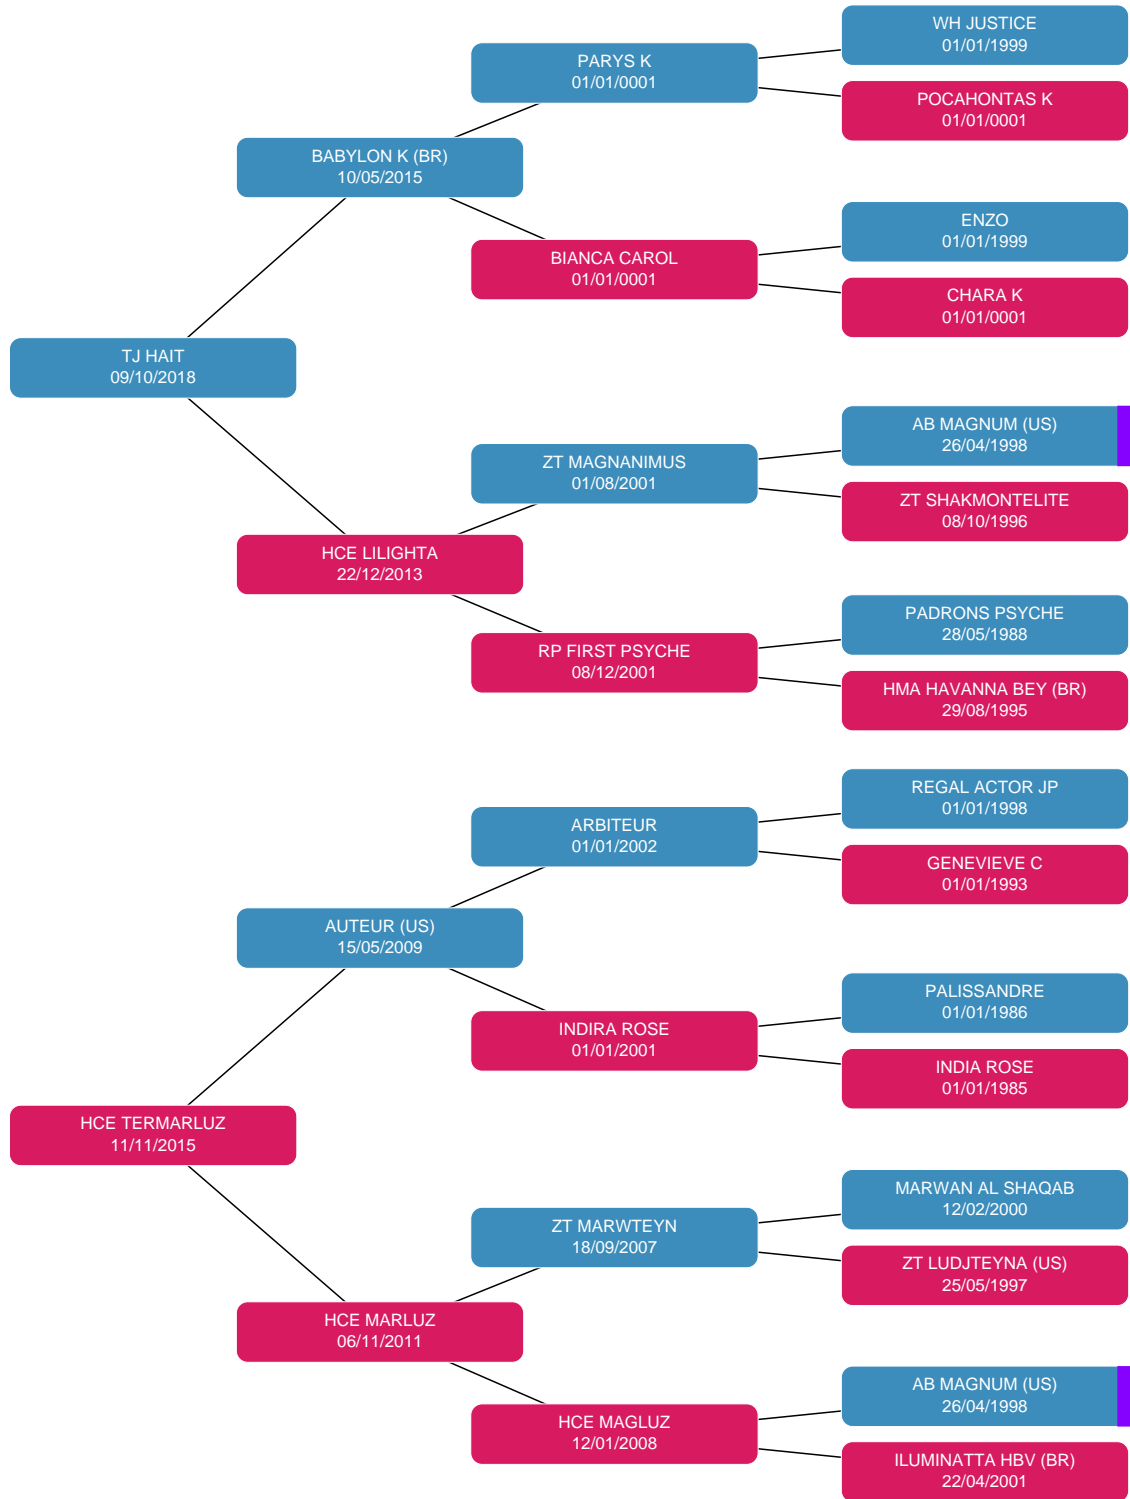 WH JUSTICE
01/01/1999
PARYS K
01/01/0001
POCAHONTAS K
01/01/0001
BABYLON K (BR)
10/05/2015
ENZO
01/01/1999
BIANCA CAROL
01/01/0001
CHARA K
01/01/0001
TJ HAIT
09/10/2018
AB MAGNUM (US)
26/04/1998
ZT MAGNANIMUS
01/08/2001
ZT SHAKMONTELITE
08/10/1996
HCE LILIGHTA
22/12/2013
PADRONS PSYCHE
28/05/1988
RP FIRST PSYCHE
08/12/2001
HMA HAVANNA BEY (BR)
29/08/1995
REGAL ACTOR JP
01/01/1998
ARBITEUR
01/01/2002
GENEVIEVE C
01/01/1993
AUTEUR (US)
15/05/2009
PALISSANDRE
01/01/1986
INDIRA ROSE
01/01/2001
INDIA ROSE
01/01/1985
HCE TERMARLUZ
11/11/2015
MARWAN AL SHAQAB
12/02/2000
ZT MARWTEYN
18/09/2007
ZT LUDJTEYNA (US)
25/05/1997
HCE MARLUZ
06/11/2011
AB MAGNUM (US)
26/04/1998
HCE MAGLUZ
12/01/2008
ILUMINATTA HBV (BR)
22/04/2001